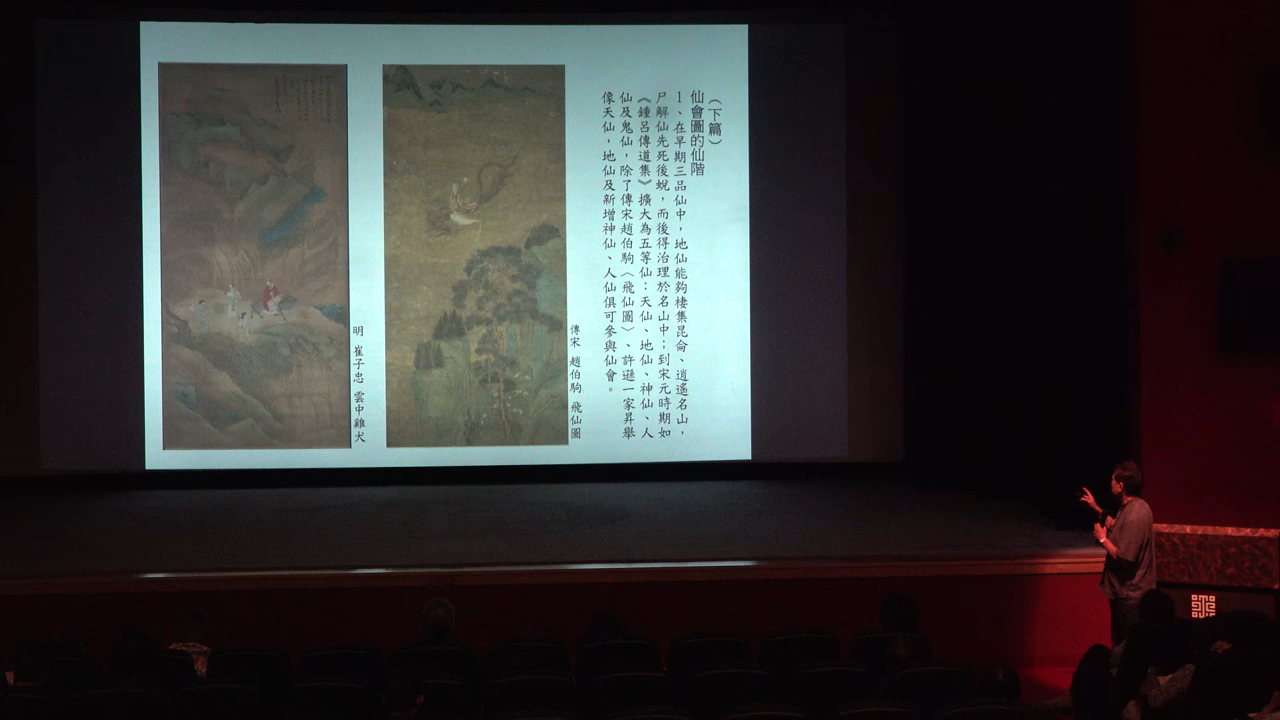 （下篇）
仙會圖的仙階
1、在早期三品仙中，地仙能夠棲集昆侖、逍遙名山，
尸解仙先死後蛻，而後得治理於名山中；到宋元時期如
《鍾呂傳道集》擴大為五等仙：天仙、地仙、神仙、人
仙及鬼仙，除了傳宋趙伯駒〈飛仙圖〉、許遜一家昇舉
像天仙，地仙及新增神仙、人仙俱可參與仙會。
傳宋 趙伯駒 飛仙圖
明 崔子忠 雲中雞犬